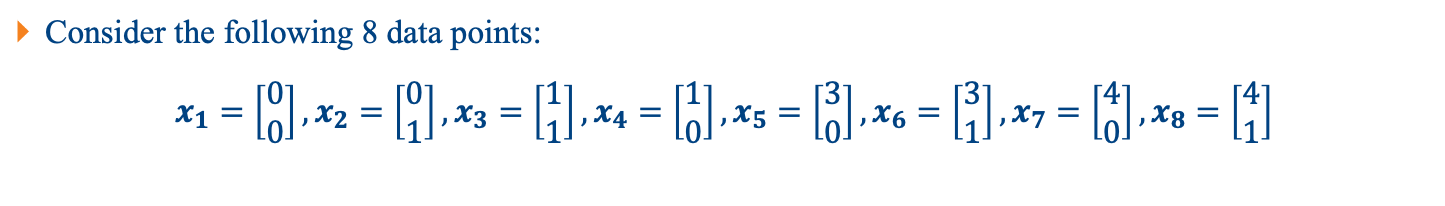 Consider the following 8 data points:
x₁ = [0 0], x₂ = [0 1], x₃ = [1 1], x₄ = [1 0], x₅ = [3 0], x₆ = [3 1], x₇ = [4 0], x₈ = [4 1]